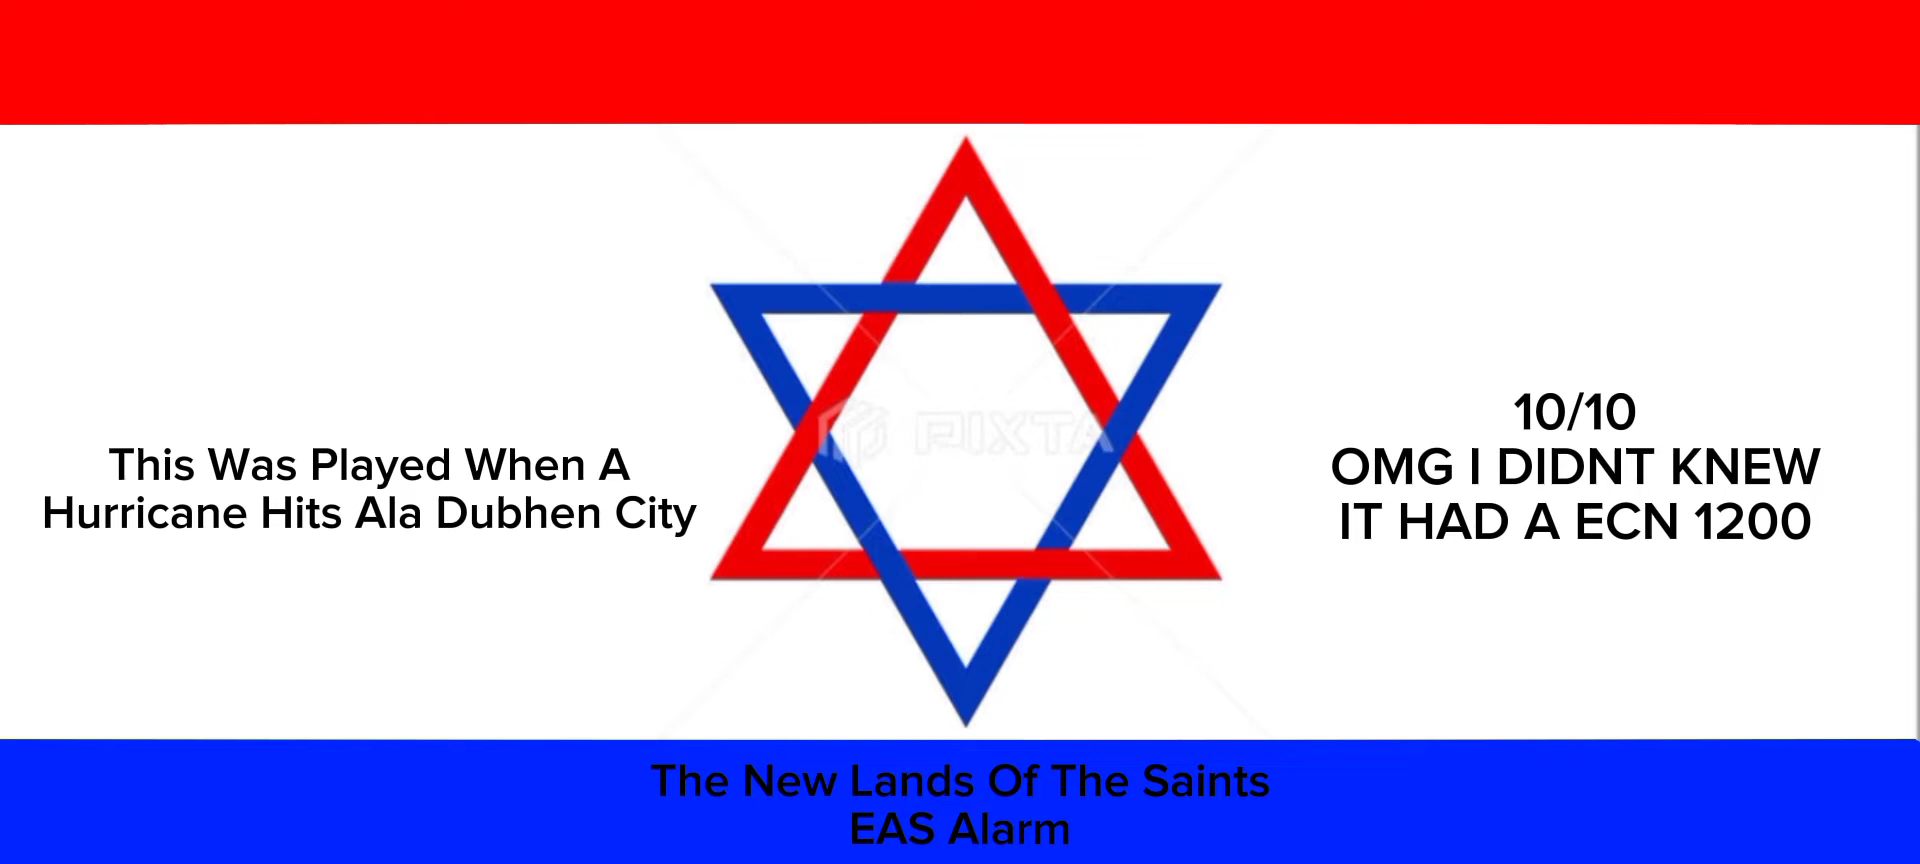 This Was Played When A
Hurricane Hits Ala Dubhen City
PIXTA
10/10
OMG I DIDNT KNEW
IT HAD A ECN 1200
The New Lands Of The Saints
EAS Alarm